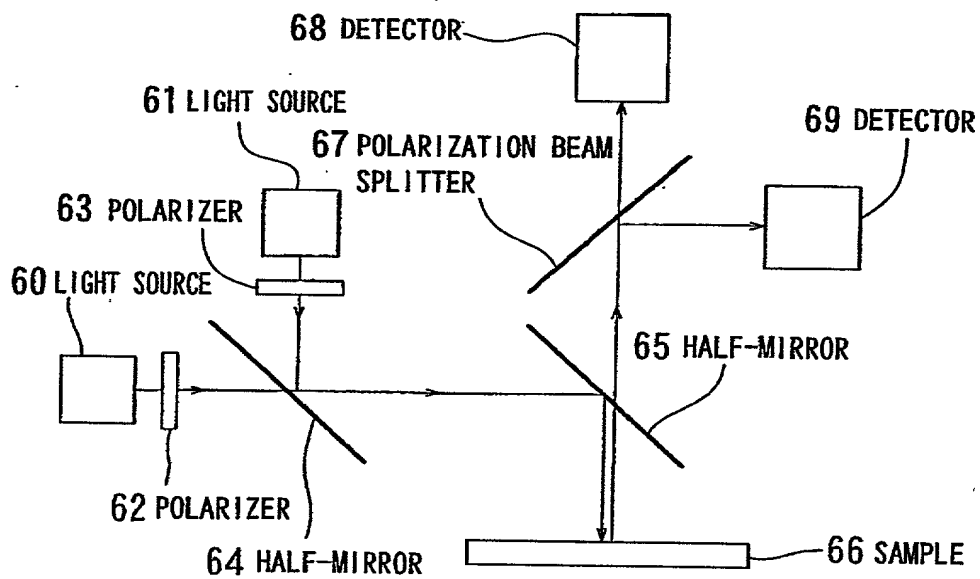 68 DETECTOR
61 LIGHT SOURCE
69 DETECTOR
67 POLARIZATION BEAM
SPLITTER
63 POLARIZER
60 LIGHT SOURCE
65 HALF-MIRROR
62 POLARIZER
64 HALF-MIRROR
66 SAMPLE